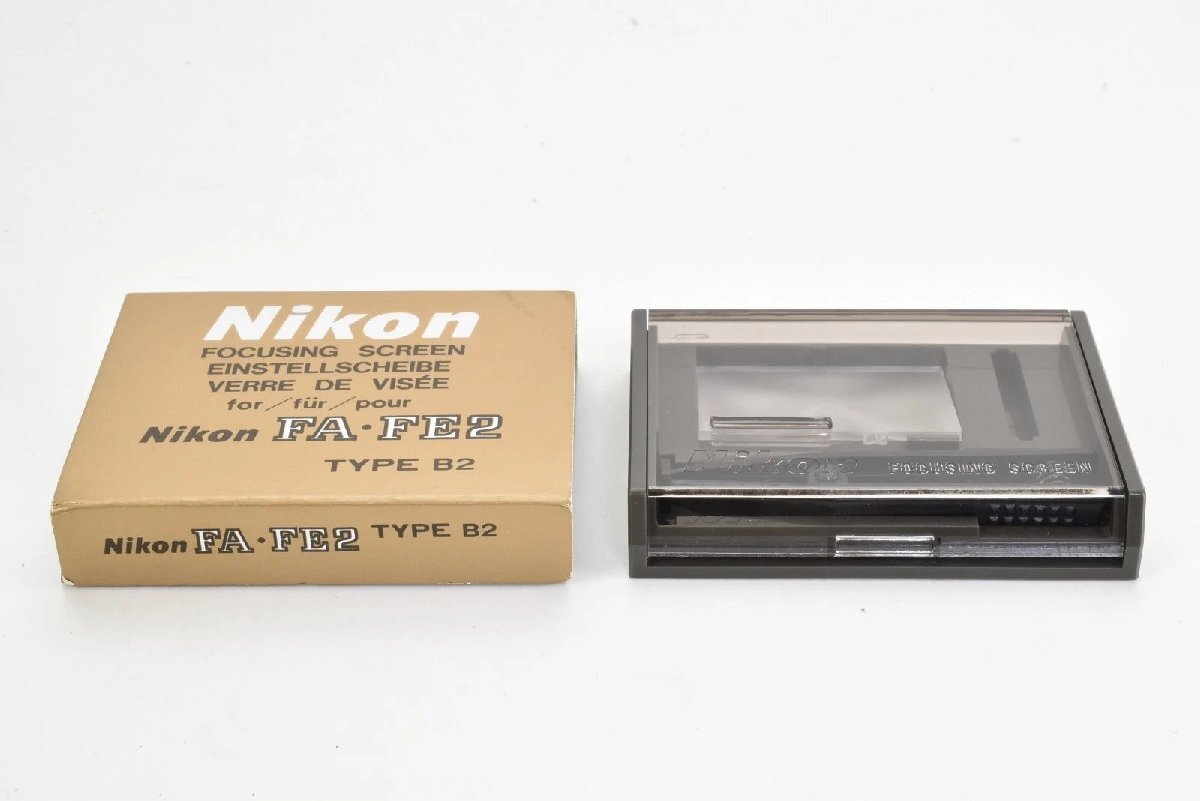 Nikon
FOCUSING SCREEN
EINSTELLSCHEIBE
VERRE DE VISÉE
for/für/pour
Nikon FA·FE2
TYPE B2
Nikon FA·FE2 TYPE B2
Nikon FOCUSING SCREEN